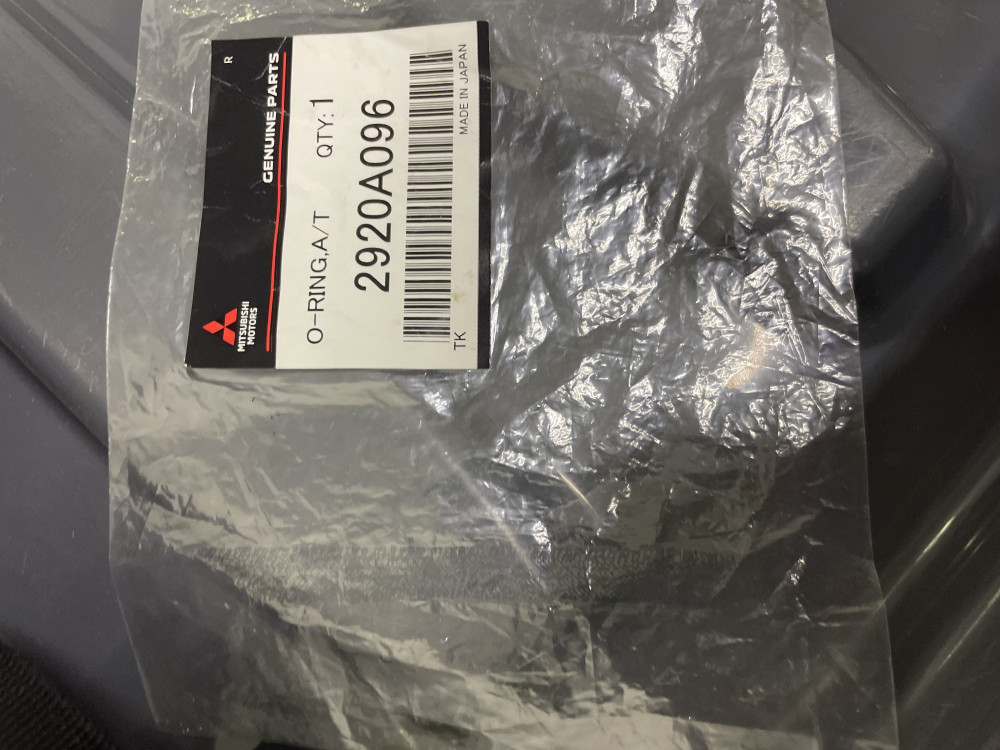 R
GENUINE PARTS
MITSUBISHI
MOTORS
O-RING,A/T QTY:1
2920A096
TK MADE IN JAPAN